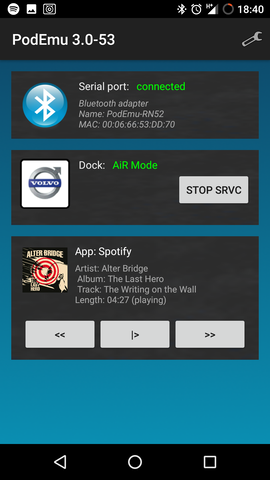 18:40
PodEmu 3.0-53
Serial port: connected
Bluetooth adapter
Name: PodEmu-RN52
MAC: 00:06:66:53:DD:70
VOLVO
Dock: AiR Mode
STOP SRVC
ALTER BRIDGE
App: Spotify
Artist: Alter Bridge
Album: The Last Hero
Track: The Writing on the Wall
Length: 04:27 (playing)
<< |> >>